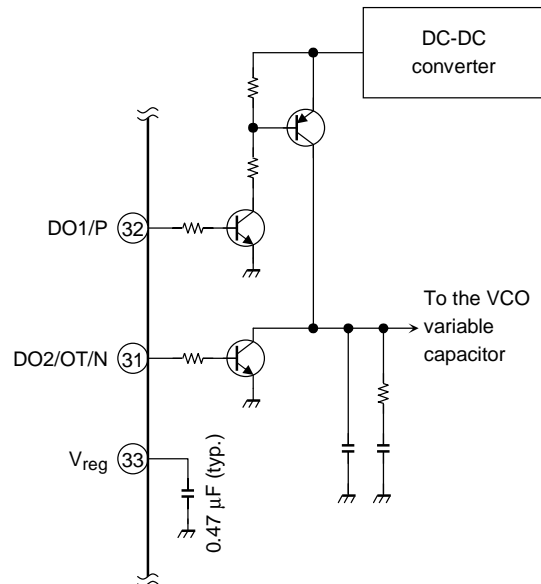 DC-DC
converter
DO1/P 32
To the VCO
variable
capacitor
DO2/OT/N 31
Vreg 33
0.47 μF (typ.)